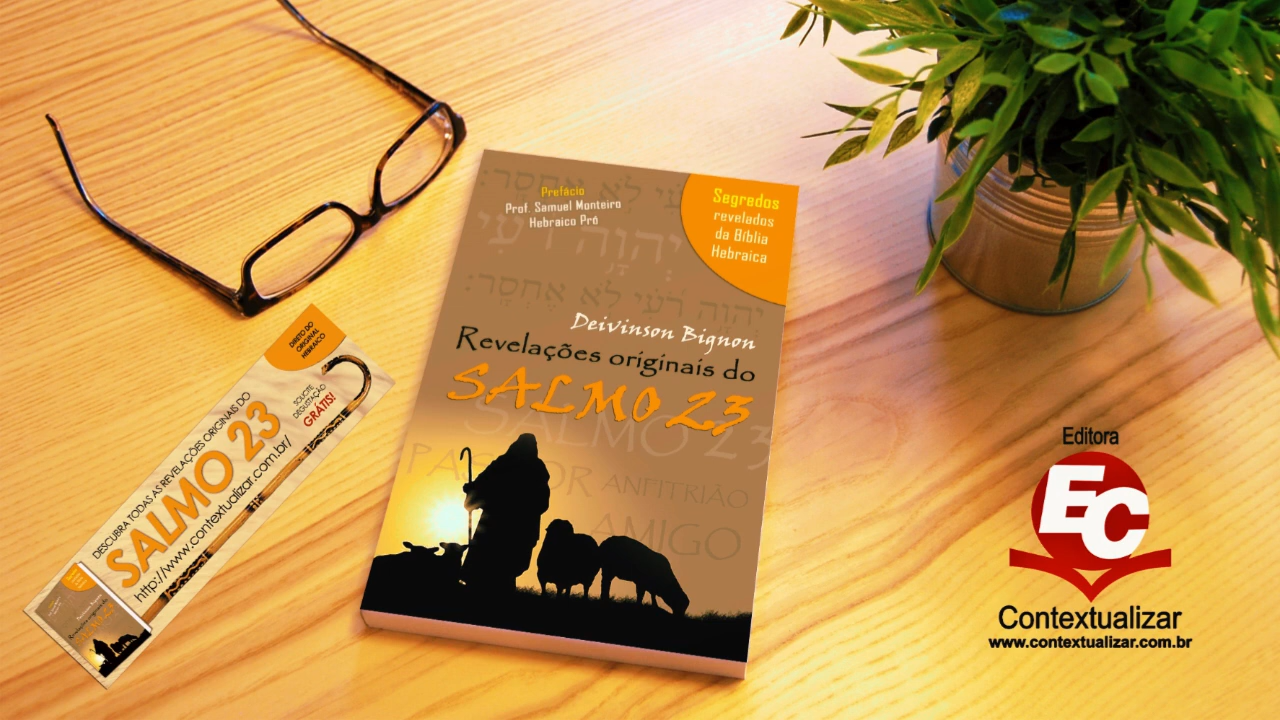 Prefácio
Prof. Samuel Monteiro
Hebraico Pró
Segredos
revelados
da Bíblia
Hebraica
רֹעִי לֹא אֶחְסָר׃
יְהוָה רֹעִי
יְהוָה רֹעִי לֹא אֶחְסָר׃
Deivinson Bignon
Revelações originais do
SALMO 23
SALMO 23
ANFITRIÃO
AMIGO
DIRETO DO
ORIGINAL
HEBRAICO
DESCUBRA TODAS AS REVELAÇÕES ORIGINAIS DO
SALMO 23
http://www.contextualizar.com.br/
SOLICITE
DEGUSTAÇÃO
GRÁTIS!
Editora
EC
Contextualizar
www.contextualizar.com.br